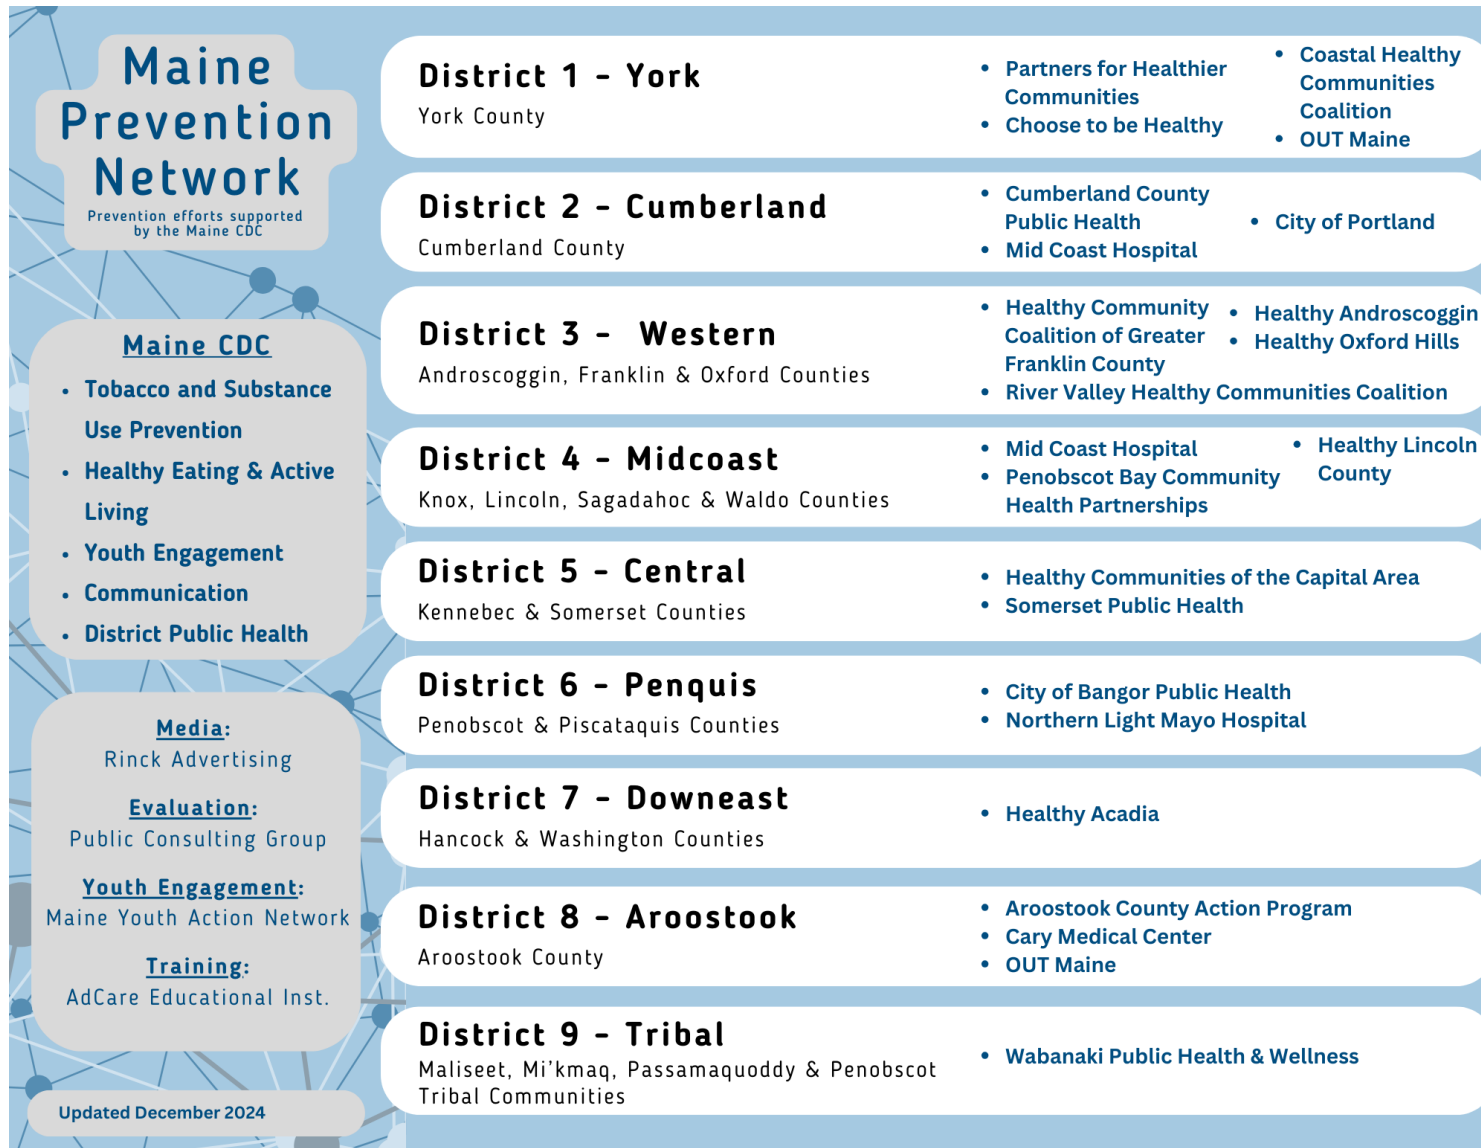 Maine
Prevention
Network
Prevention efforts supported
by the Maine CDC
Maine CDC
• Tobacco and Substance
Use Prevention
• Healthy Eating & Active
Living
• Youth Engagement
• Communication
• District Public Health
Media:
Rinck Advertising
Evaluation:
Public Consulting Group
Youth Engagement:
Maine Youth Action Network
Training:
AdCare Educational Inst.
Updated December 2024
District 1 - York
York County
• Partners for Healthier
Communities
• Choose to be Healthy
• Coastal Healthy
Communities
Coalition
• OUT Maine
District 2 - Cumberland
Cumberland County
• Cumberland County
Public Health
• Mid Coast Hospital
• City of Portland
District 3 - Western
Androscoggin, Franklin & Oxford Counties
• Healthy Community
Coalition of Greater
Franklin County
• River Valley Healthy Communities Coalition
• Healthy Androscoggin
• Healthy Oxford Hills
District 4 - Midcoast
Knox, Lincoln, Sagadahoc & Waldo Counties
• Mid Coast Hospital
• Penobscot Bay Community
Health Partnerships
• Healthy Lincoln
County
District 5 - Central
Kennebec & Somerset Counties
• Healthy Communities of the Capital Area
• Somerset Public Health
District 6 - Penquis
Penobscot & Piscataquis Counties
• City of Bangor Public Health
• Northern Light Mayo Hospital
District 7 - Downeast
Hancock & Washington Counties
• Healthy Acadia
District 8 - Aroostook
Aroostook County
• Aroostook County Action Program
• Cary Medical Center
• OUT Maine
District 9 - Tribal
Maliseet, Mi'kmaq, Passamaquoddy & Penobscot
Tribal Communities
• Wabanaki Public Health & Wellness